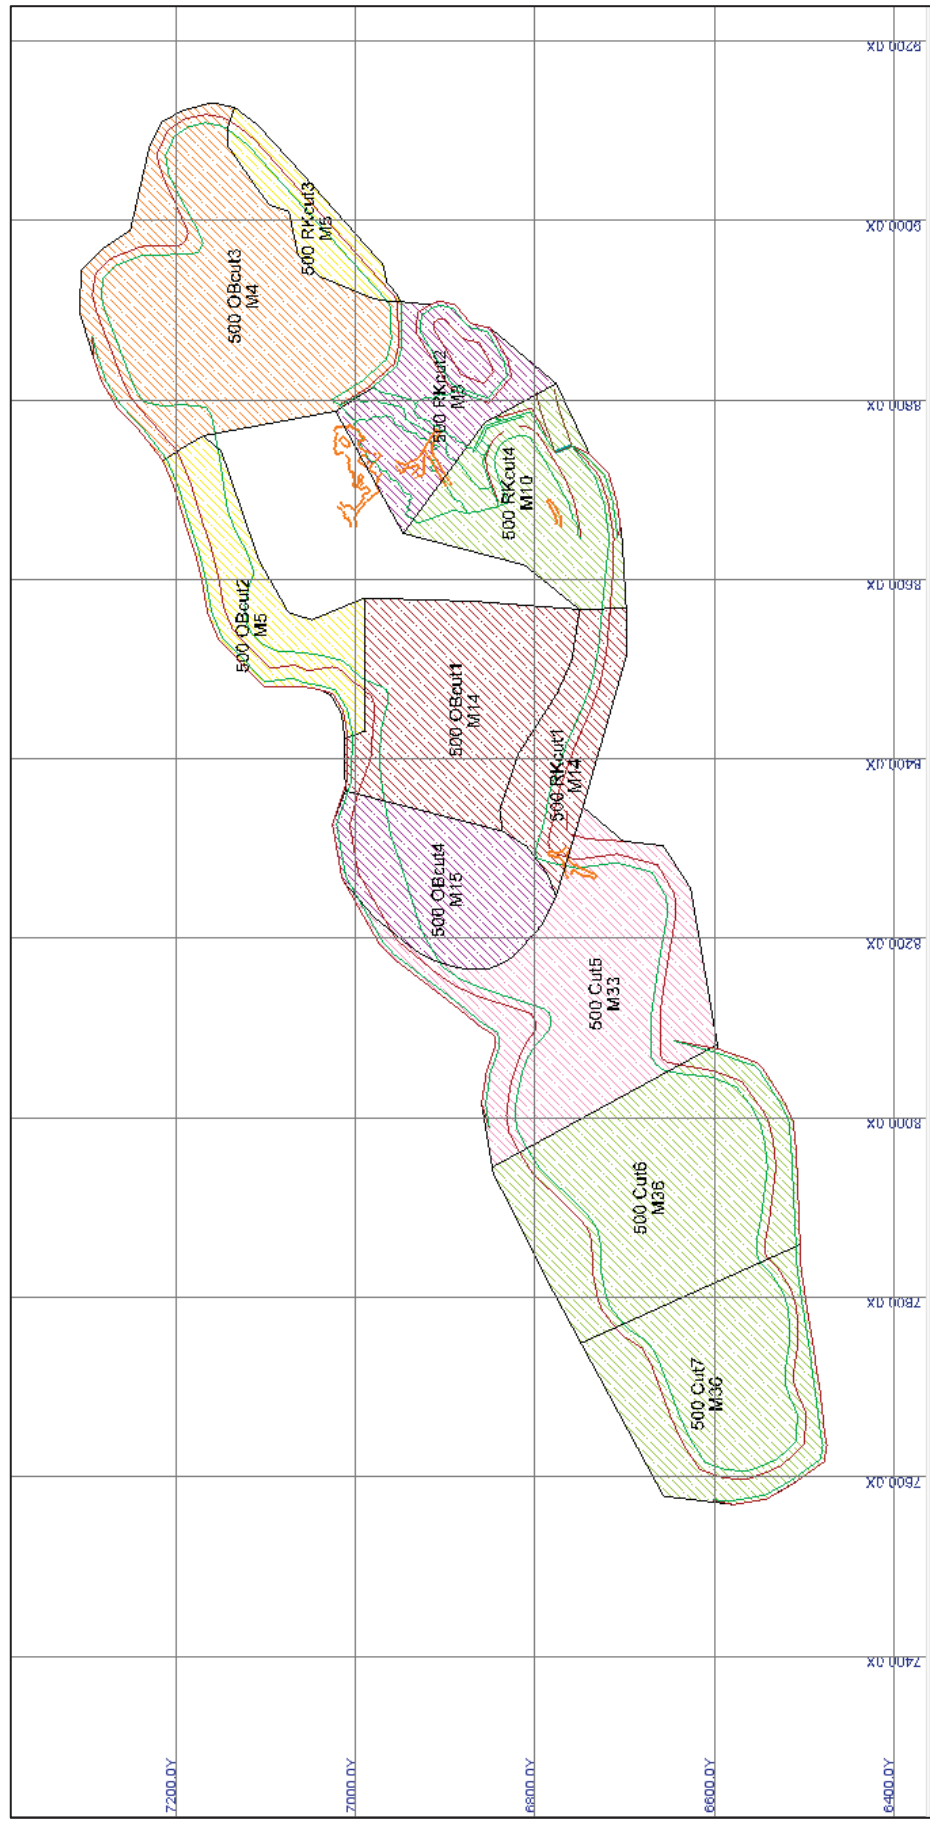 9200.0X
9000.0X
8800.0X
8600.0X
8400.0X
8200.0X
8000.0X
7800.0X
7600.0X
7400.0X
7200.0Y
7000.0Y
6800.0Y
6600.0Y
6400.0Y
500 OBcut3
M4
500 RKcut3
M5
500 RKcut2
500 RKcut4
M10
500 OBcut2
M5
500 OBcut1
M14
500 RKcut1
M14
500 OBcut4
M15
500 Cut5
M33
500 Cut6
M36
500 Cut7